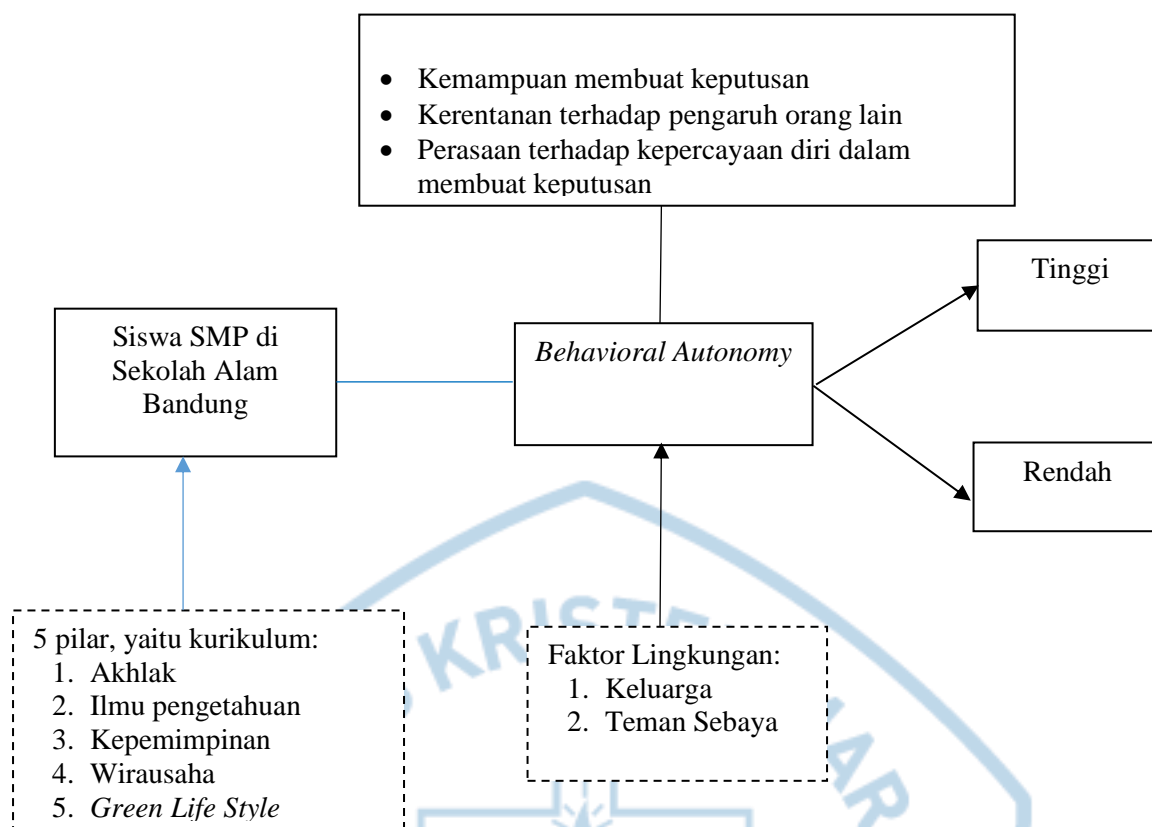 • Kemampuan membuat keputusan
• Kerentanan terhadap pengaruh orang lain
• Perasaan terhadap kepercayaan diri dalam
membuat keputusan
Tinggi
Siswa SMP di
Sekolah Alam
Bandung
Behavioral Autonomy
Rendah
5 pilar, yaitu kurikulum:
1. Akhlak
2. Ilmu pengetahuan
3. Kepemimpinan
4. Wirausaha
5. Green Life Style
Faktor Lingkungan:
1. Keluarga
2. Teman Sebaya